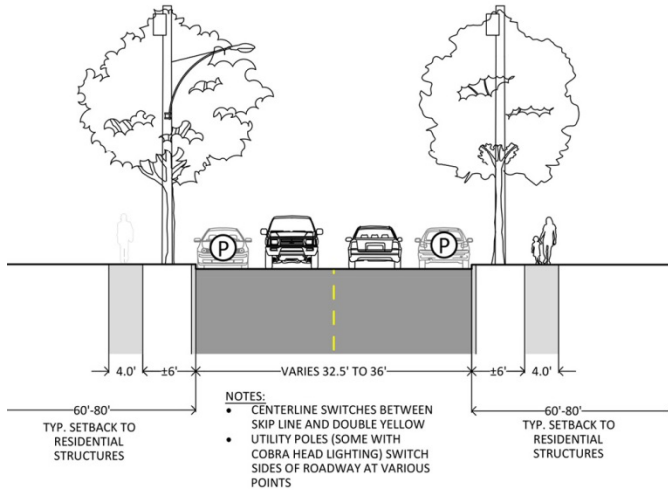 P
P
4.0'
±6'
VARIES 32.5' TO 36'
±6'
4.0'
60'-80'
TYP. SETBACK TO
RESIDENTIAL
STRUCTURES
NOTES:
• CENTERLINE SWITCHES BETWEEN
SKIP LINE AND DOUBLE YELLOW
• UTILITY POLES (SOME WITH
COBRA HEAD LIGHTING) SWITCH
SIDES OF ROADWAY AT VARIOUS
POINTS
60'-80'
TYP. SETBACK TO
RESIDENTIAL
STRUCTURES